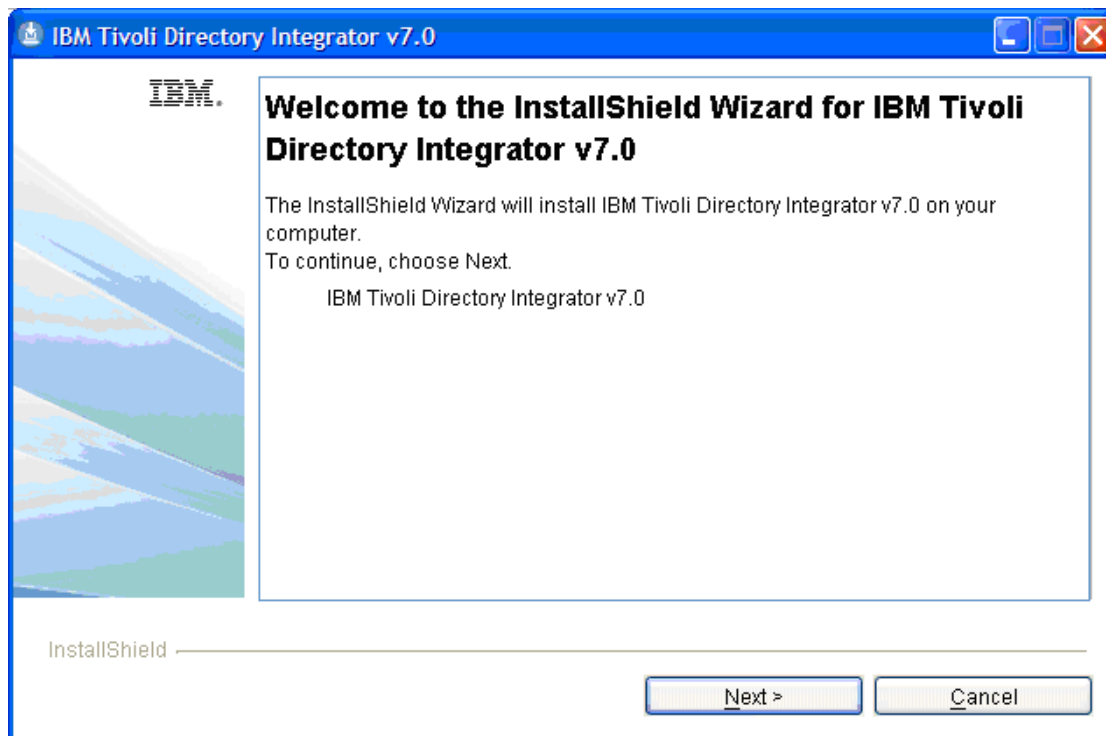 IBM Tivoli Directory Integrator v7.0
IBM.
Welcome to the InstallShield Wizard for IBM Tivoli
Directory Integrator v7.0
The InstallShield Wizard will install IBM Tivoli Directory Integrator v7.0 on your
computer.
To continue, choose Next.
IBM Tivoli Directory Integrator v7.0
InstallShield
Next >
Cancel